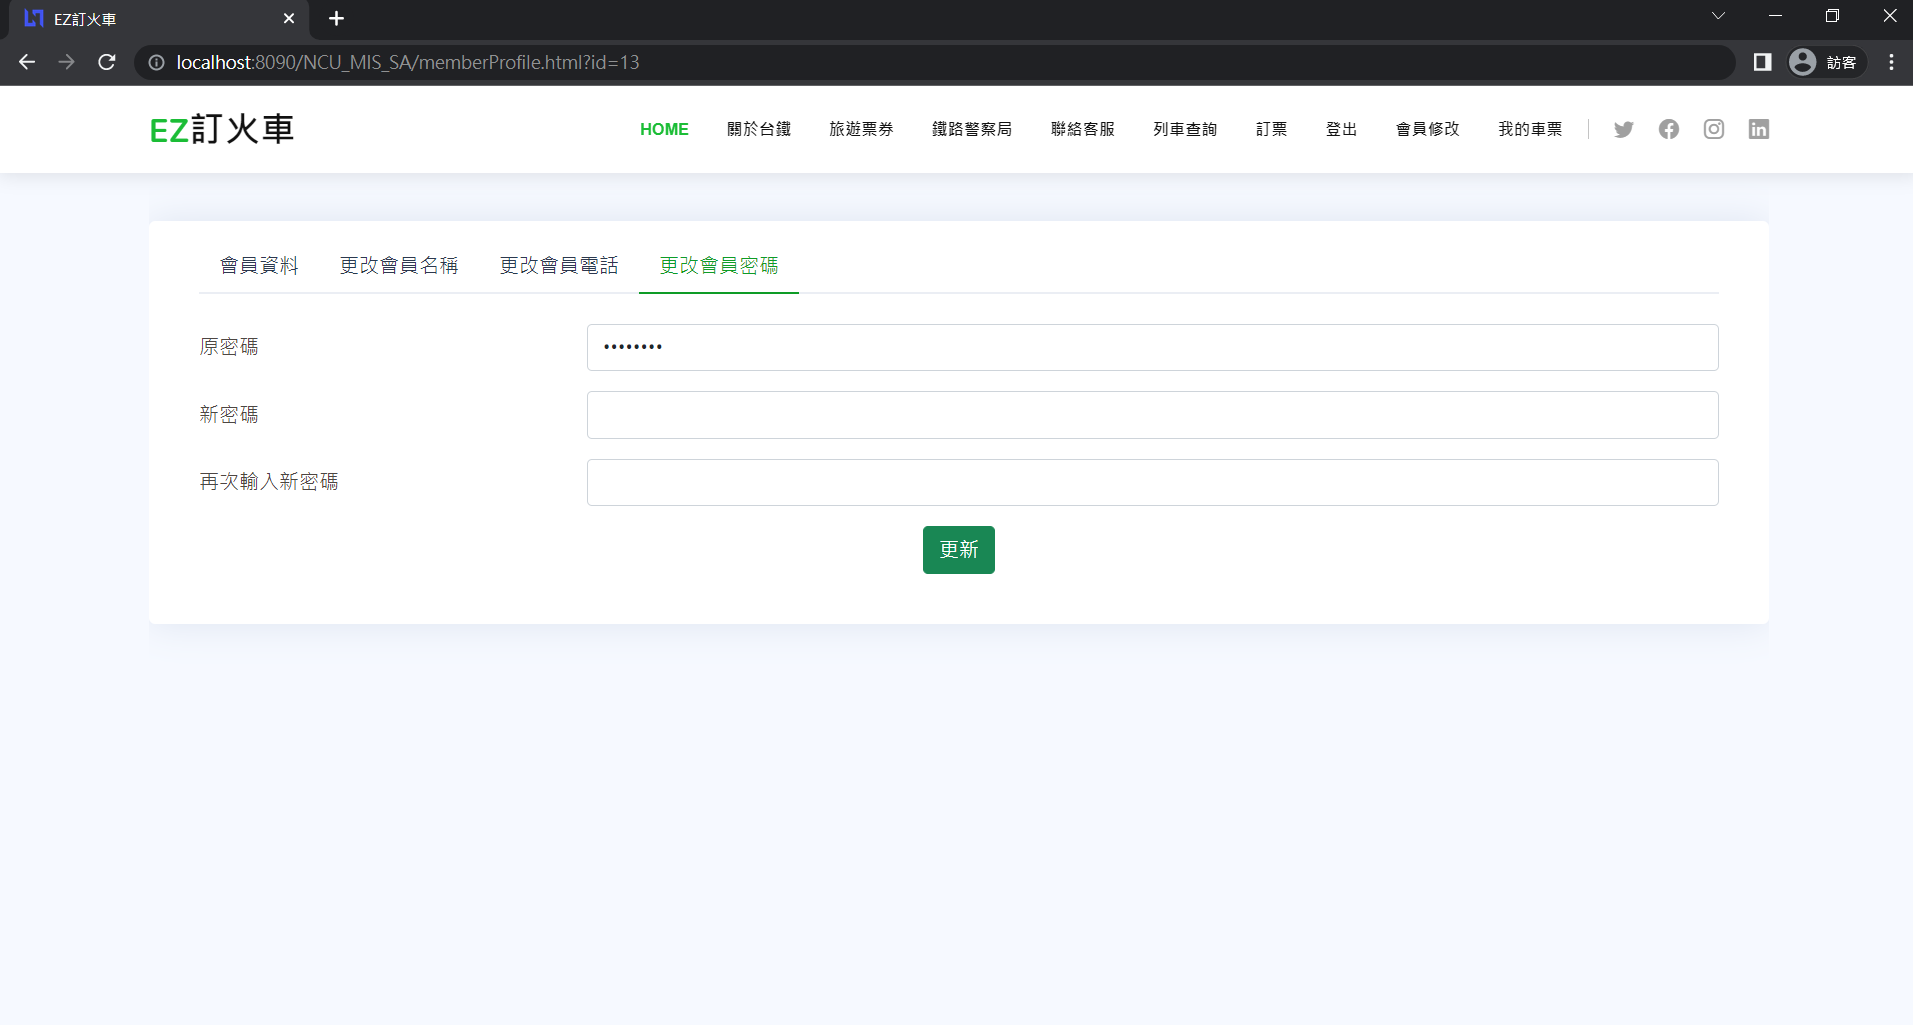 EZ訂火車
localhost:8090/NCU_MIS_SA/memberProfile.html?id=13
訪客
EZ訂火車
HOME 關於台鐵 旅遊票券 鐵路警察局 聯絡客服 列車查詢 訂票 登出 會員修改 我的車票
會員資料 更改會員名稱 更改會員電話 更改會員密碼
原密碼
新密碼
再次輸入新密碼
更新